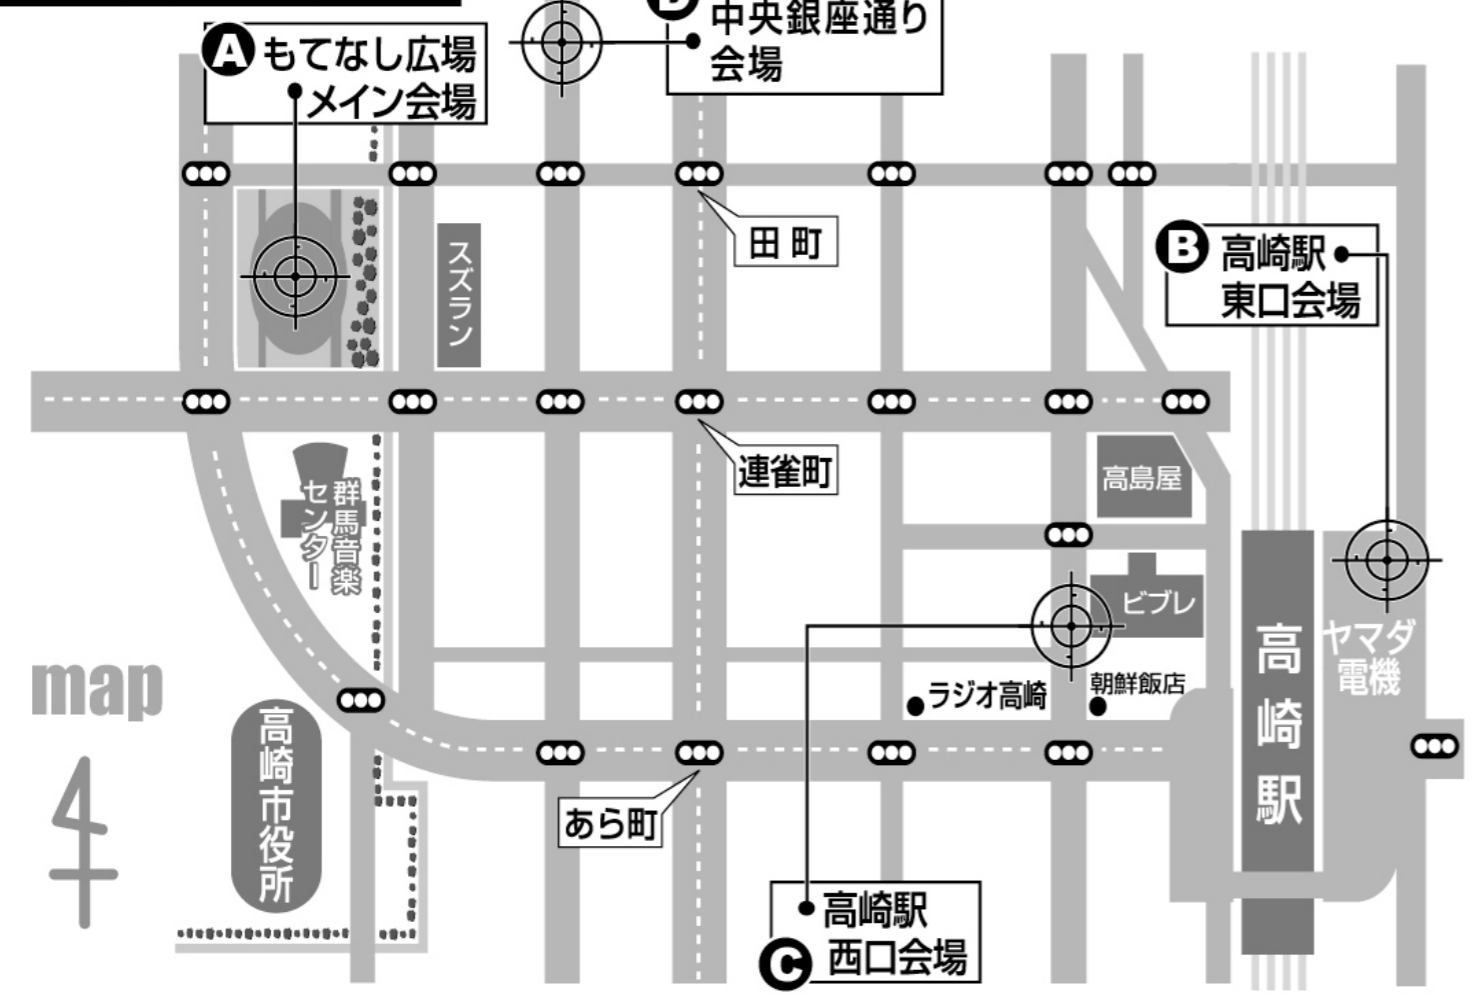 A もてなし広場
メイン会場
D
中央銀座通り
会場
田町
スズラン
B 高崎駅
東口会場
連雀町
高島屋
群馬音楽
センター
ビブレ
高崎駅
ヤマダ
電機
map
ラジオ高崎
朝鮮飯店
高崎市役所
あら町
高崎駅
C 西口会場